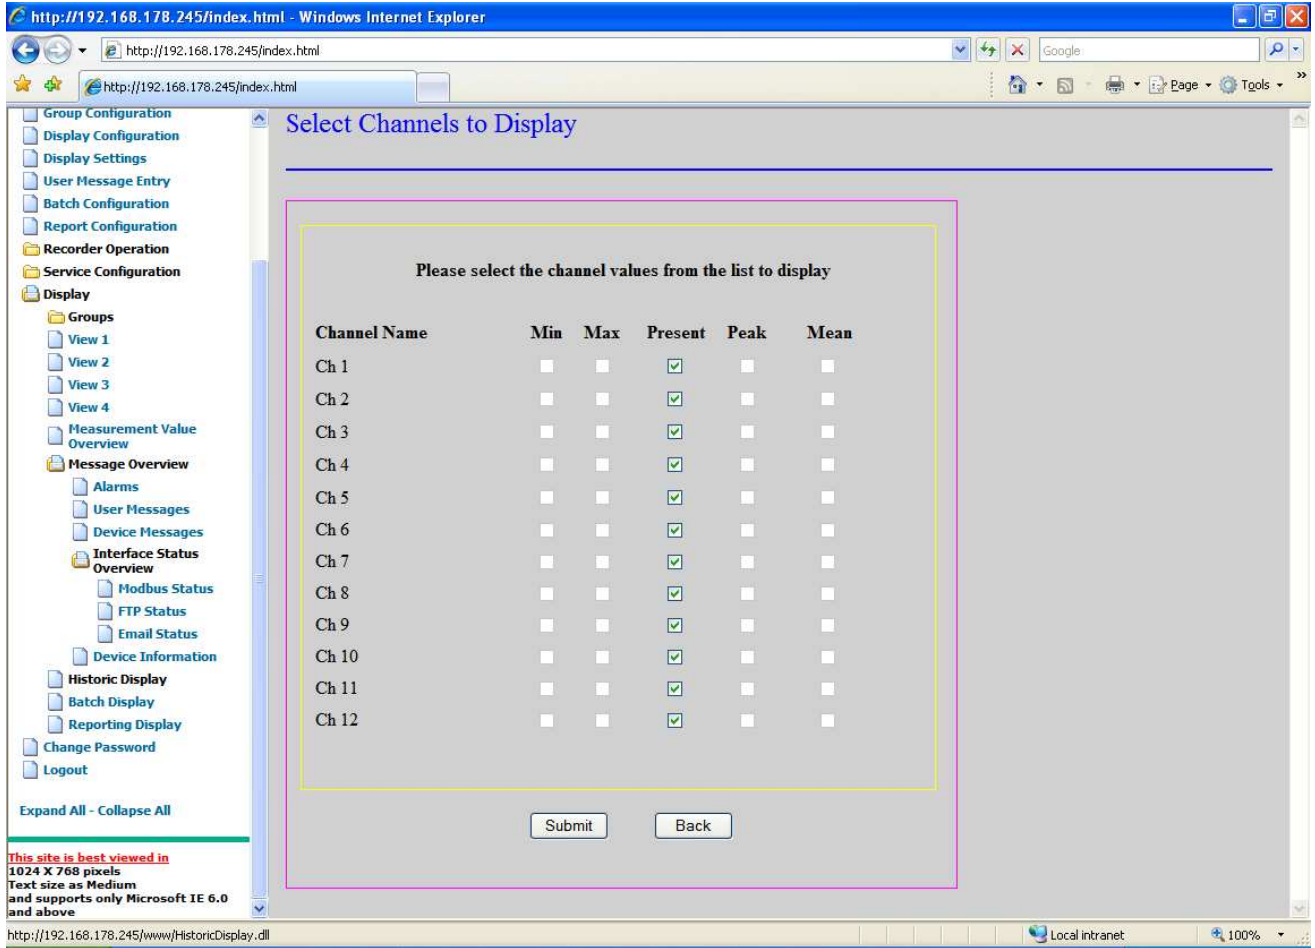 http://192.168.178.245/index.html - Windows Internet Explorer
http://192.168.178.245/index.html
Google
http://192.168.178.245/index.html
Page
Tools
»
Group Configuration
Display Configuration
Display Settings
User Message Entry
Batch Configuration
Report Configuration
Recorder Operation
Service Configuration
Display
Groups
View 1
View 2
View 3
View 4
Measurement Value
Overview
Message Overview
Alarms
User Messages
Device Messages
Interface Status
Overview
Modbus Status
FTP Status
Email Status
Device Information
Historic Display
Batch Display
Reporting Display
Change Password
Logout
Expand All - Collapse All
This site is best viewed in
1024 X 768 pixels
Text size as Medium
and supports only Microsoft IE 6.0
and above
Select Channels to Display
Please select the channel values from the list to display
Channel Name Min Max Present Peak Mean
Ch 1
Ch 2
Ch 3
Ch 4
Ch 5
Ch 6
Ch 7
Ch 8
Ch 9
Ch 10
Ch 11
Ch 12
Submit Back
http://192.168.178.245/www/HistoricDisplay.dll
Local intranet
100%